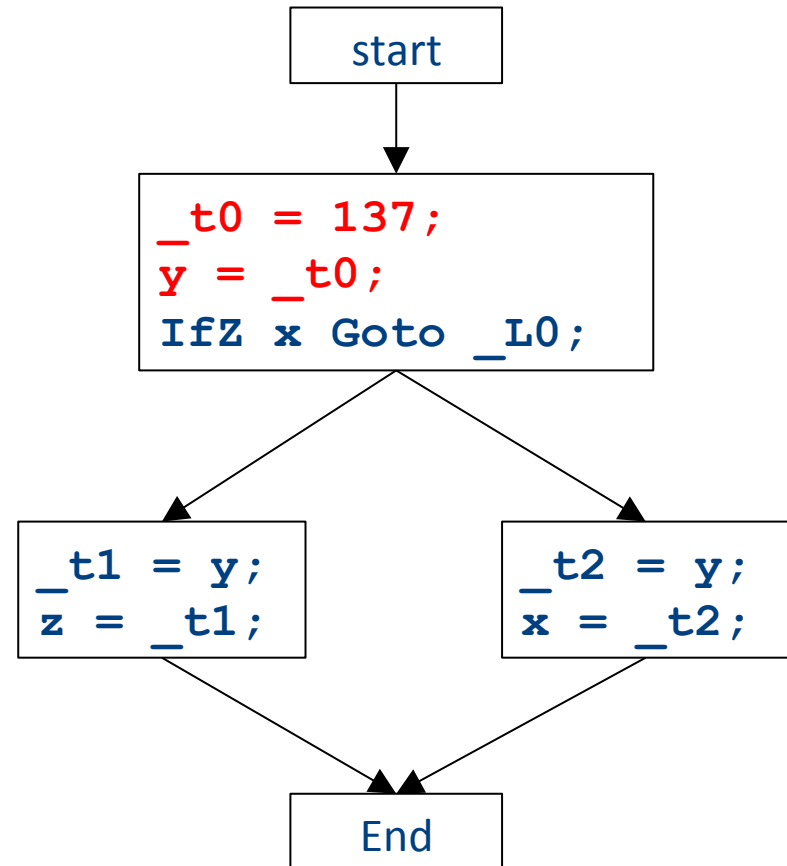 start
_t0 = 137;
y = _t0;
IfZ x Goto _L0;
_t1 = y;
z = _t1;
_t2 = y;
x = _t2;
End